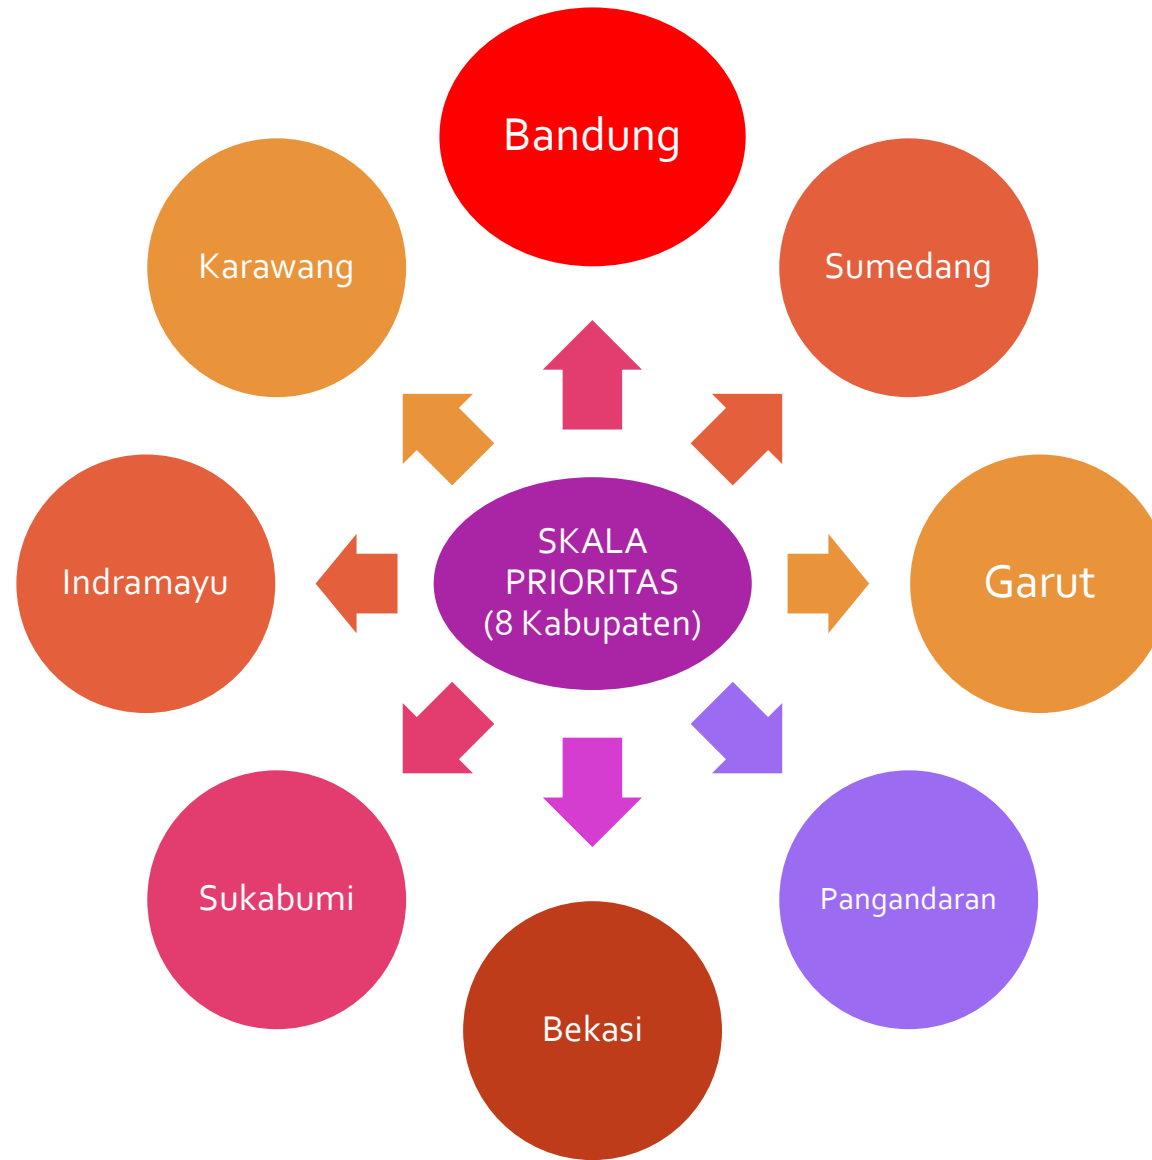 Bandung
Karawang
Sumedang
SKALA
PRIORITAS
(8 Kabupaten)
Indramayu
Garut
Sukabumi
Pangandaran
Bekasi